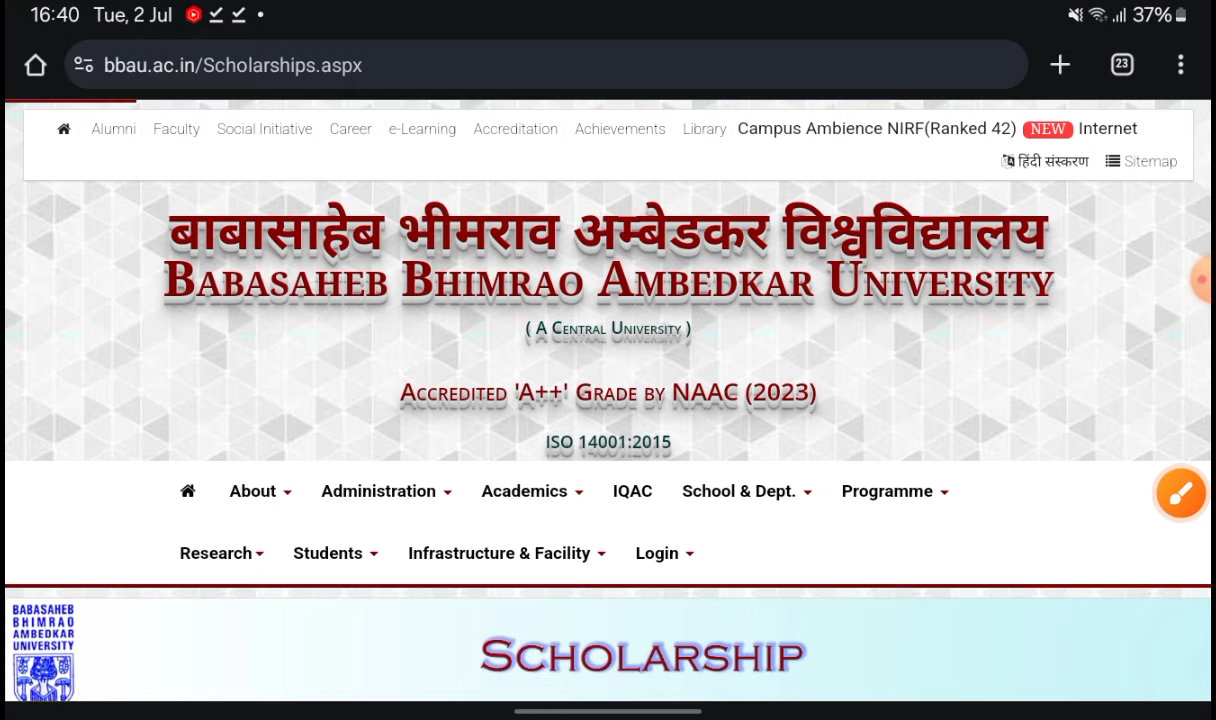 16:40 Tue, 2 Jul
37%
bbau.ac.in/Scholarships.aspx
23
Alumni Faculty Social Initiative Career e-Learning Accreditation Achievements Library Campus Ambience NIRF(Ranked 42) NEW Internet
हिंदी संस्करण Sitemap
बाबासाहेब भीमराव अम्बेडकर विश्वविद्यालय
BABASAHEB BHIMRAO AMBEDKAR UNIVERSITY
( A CENTRAL UNIVERSITY )
ACCREDITED 'A++' GRADE BY NAAC (2023)
ISO 14001:2015
About Administration Academics IQAC School & Dept. Programme
Research Students Infrastructure & Facility Login
BABASAHEB
BHIMRAO
AMBEDKAR
UNIVERSITY
SCHOLARSHIP